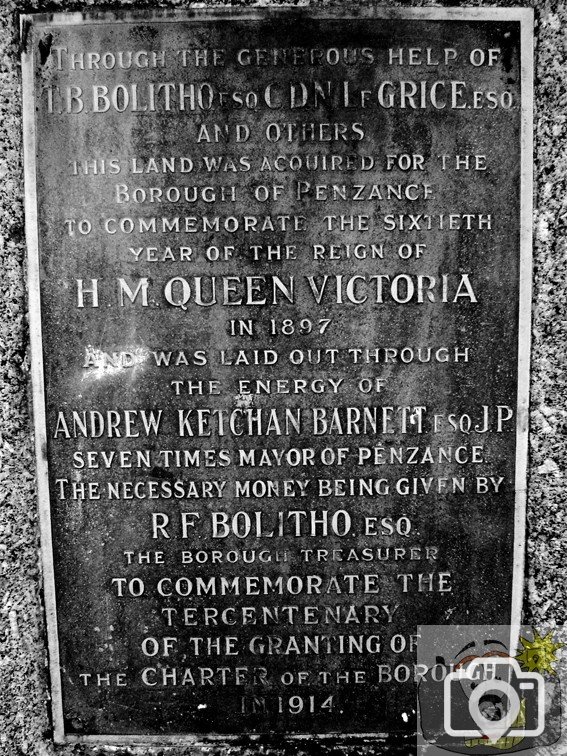 THROUGH THE GENEROUS HELP OF
T.B. BOLITHO ESQ C.D.N. LE GRICE. ESQ.
AND OTHERS
THIS LAND WAS ACQUIRED FOR THE
BOROUGH OF PENZANCE
TO COMMEMORATE THE SIXTIETH
YEAR OF THE REIGN OF
H.M. QUEEN VICTORIA
IN 1897
AND WAS LAID OUT THROUGH
THE ENERGY OF
ANDREW KETCHAN BARNETT, ESQ. J.P.
SEVEN TIMES MAYOR OF PENZANCE
THE NECESSARY MONEY BEING GIVEN BY
R.F. BOLITHO, ESQ.
THE BOROUGH TREASURER
TO COMMEMORATE THE
TERCENTENARY
OF THE GRANTING OF
THE CHARTER OF THE BOROUGH
IN 1914.